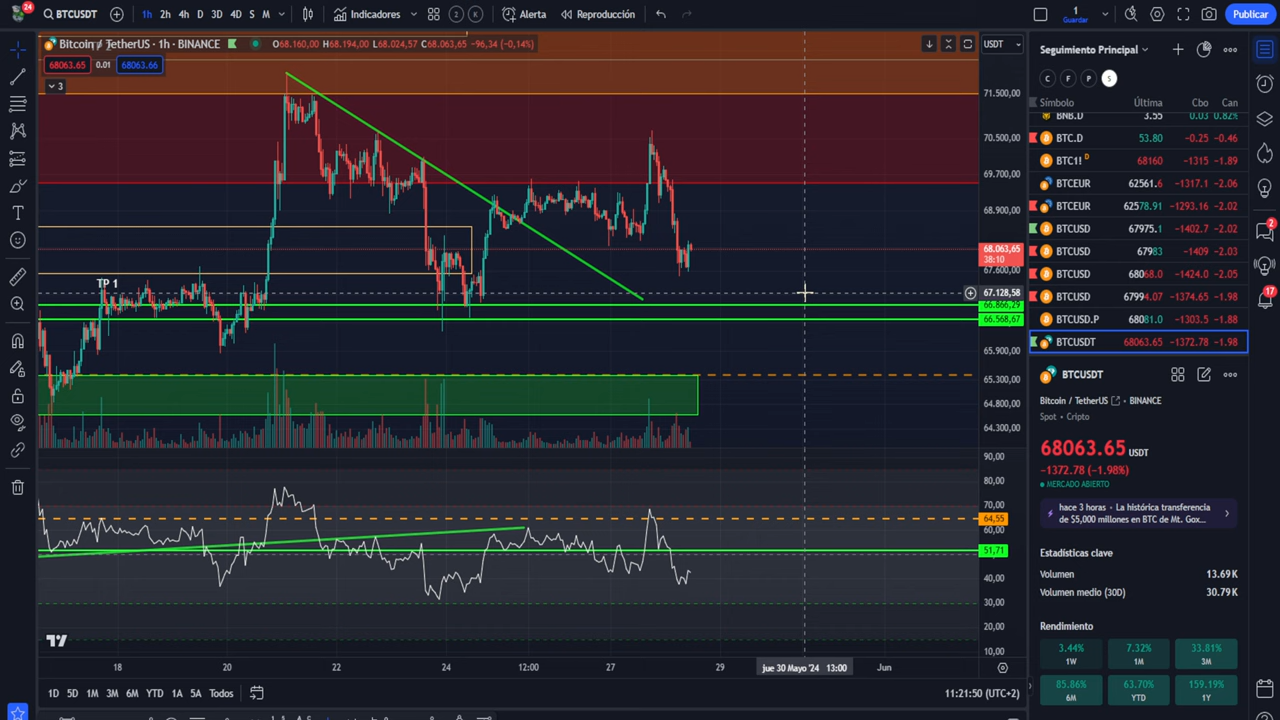 24
BTCUSDT
1h 2h 4h D 3D 4D S M
Indicadores
2 K
Alerta
Reproducción
1
Guardar
Publicar
Bitcoin / TetherUS · 1h · BINANCE
O68.160,00 H68.194,00 L68.024,57 C68.063,65 −96,34 (−0,14%)
68063.65 0.01 68063.66
3
USDT
71.500,00
70.500,00
69.700,00
68.900,00
68.063,65
38:10
67.600,00
67.128,58
66.568,67
65.900,00
65.300,00
64.800,00
64.300,00
TP 1
90,00
80,00
70,00
64,55
60,00
51,71
40,00
30,00
20,00
10,00
18 20 22 24 12:00 27 29 jue 30 Mayo '24 13:00 Jun
1D 5D 1M 3M 6M YTD 1A 5A Todos
11:21:50 (UTC+2)
Seguimiento Principal
C F P S
Símbolo Última Cbo Can
BNB.D 3.55 0.03 0.82%
BTC.D 53.80 −0.25 −0.46
BTC1! D 68160 −1315 −1.89
BTCEUR 62561.6 −1317.1 −2.06
BTCEUR 62578.91 −1293.16 −2.02
BTCUSD 67975.1 −1402.7 −2.02
BTCUSD 67983 −1409 −2.03
BTCUSD 68068.0 −1424.0 −2.05
BTCUSD 67994.07 −1374.65 −1.98
BTCUSD.P 68081.0 −1303.5 −1.88
BTCUSDT 68063.65 −1372.78 −1.98
BTCUSDT
Bitcoin / TetherUS · BINANCE
Spot · Cripto
68063.65 USDT
−1372.78 (−1.98%)
MERCADO ABIERTO
hace 3 horas · La histórica transferencia
de $5,000 millones en BTC de Mt. Gox...
Estadísticas clave
Volumen 13.69 K
Volumen medio (30D) 30.79 K
Rendimiento
3.44% 7.32% 33.81%
1W 1M 3M
85.86% 63.70% 159.19%
6M YTD 1Y
2
17